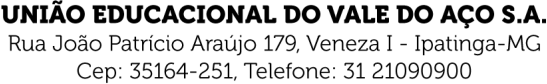 UNIÃO EDUCACIONAL DO VALE DO AÇO S.A.
Rua João Patrício Araújo 179, Veneza I - Ipatinga-MG
Cep: 35164-251, Telefone: 31 21090900